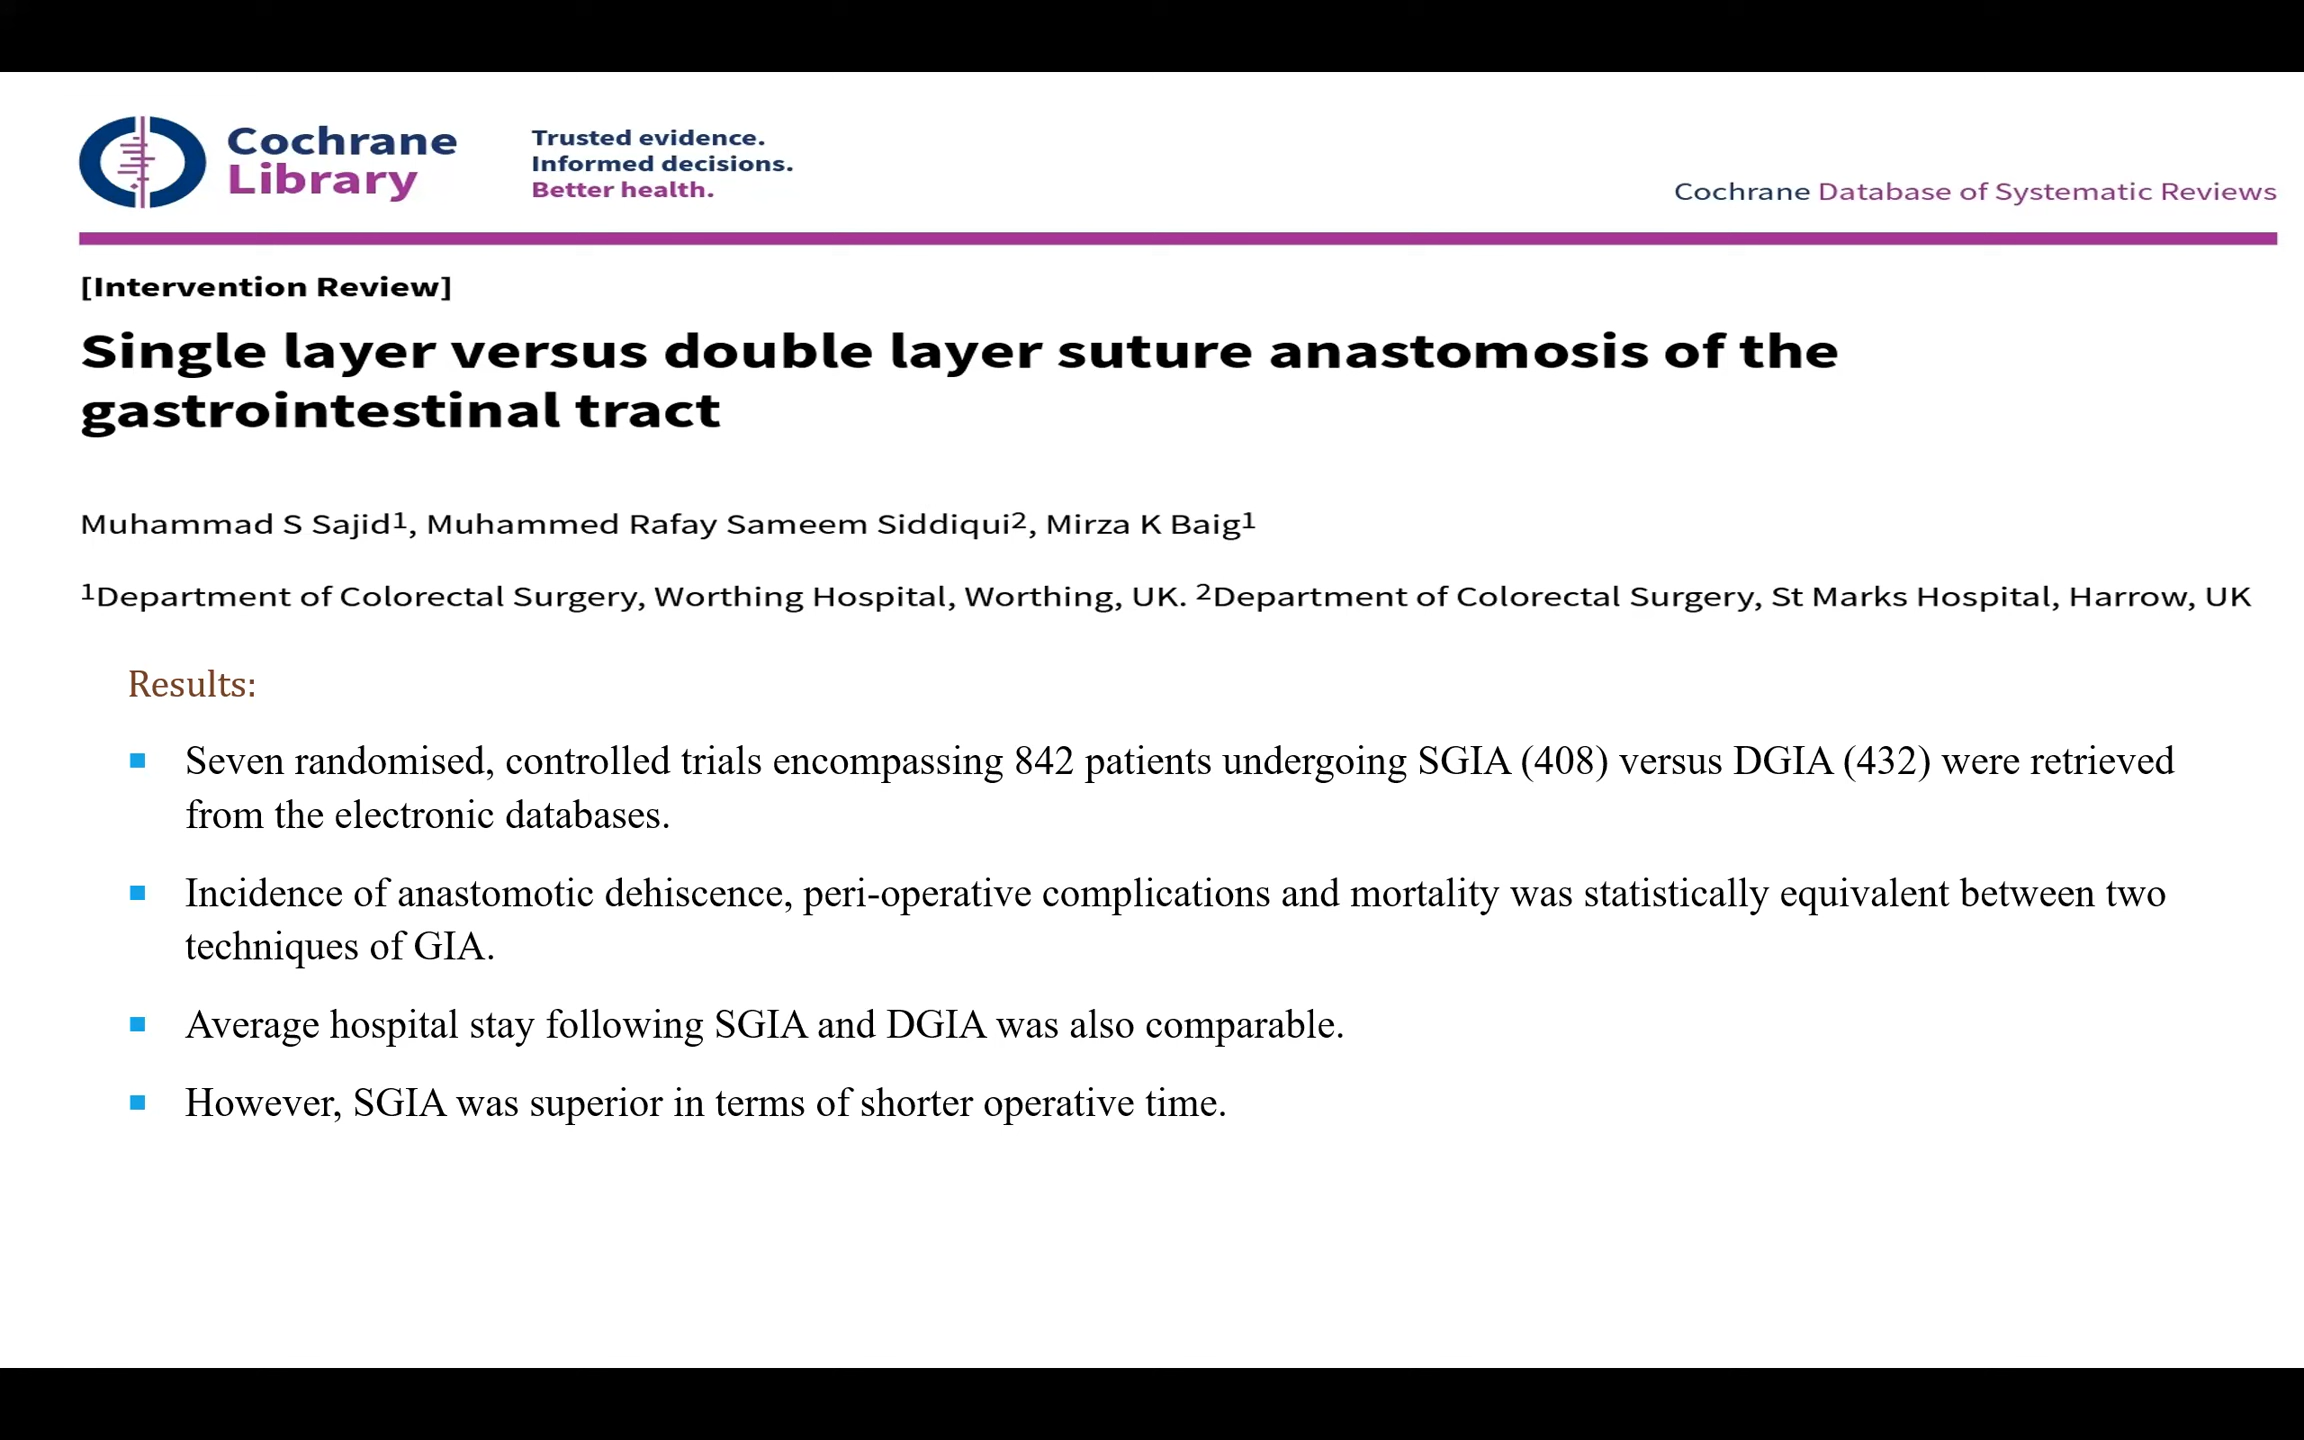 Cochrane
Library
Trusted evidence.
Informed decisions.
Better health.
Cochrane Database of Systematic Reviews
[Intervention Review]
Single layer versus double layer suture anastomosis of the
gastrointestinal tract
Muhammad S Sajid¹, Muhammed Rafay Sameem Siddiqui², Mirza K Baig¹
¹Department of Colorectal Surgery, Worthing Hospital, Worthing, UK. ²Department of Colorectal Surgery, St Marks Hospital, Harrow, UK
Results:
▪ Seven randomised, controlled trials encompassing 842 patients undergoing SGIA (408) versus DGIA (432) were retrieved
from the electronic databases.
▪ Incidence of anastomotic dehiscence, peri-operative complications and mortality was statistically equivalent between two
techniques of GIA.
▪ Average hospital stay following SGIA and DGIA was also comparable.
▪ However, SGIA was superior in terms of shorter operative time.